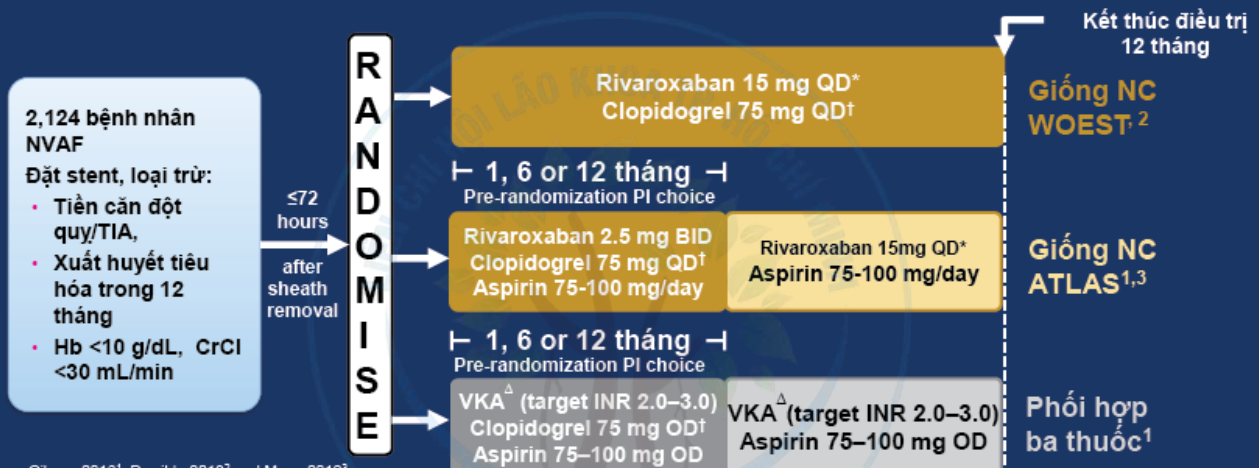 Kết thúc điều trị
12 tháng
2,124 bệnh nhân
NVAF
Đặt stent, loại trừ:
• Tiền căn đột
quỵ/TIA,
• Xuất huyết tiêu
hóa trong 12
tháng
• Hb <10 g/dL, CrCl
<30 mL/min
≤72
hours
after
sheath
removal
R
A
N
D
O
M
I
S
E
Rivaroxaban 15 mg QD*
Clopidogrel 75 mg QD†
Giống NC
WOEST, 2
1, 6 or 12 tháng
Pre-randomization PI choice
Rivaroxaban 2.5 mg BID
Clopidogrel 75 mg QD†
Aspirin 75-100 mg/day
Rivaroxaban 15mg QD*
Aspirin 75-100 mg/day
Giống NC
ATLAS1,3
1, 6 or 12 tháng
Pre-randomization PI choice
VKAΔ (target INR 2.0–3.0)
Clopidogrel 75 mg OD†
Aspirin 75–100 mg OD
VKAΔ (target INR 2.0–3.0)
Aspirin 75–100 mg OD
Phối hợp
ba thuốc1